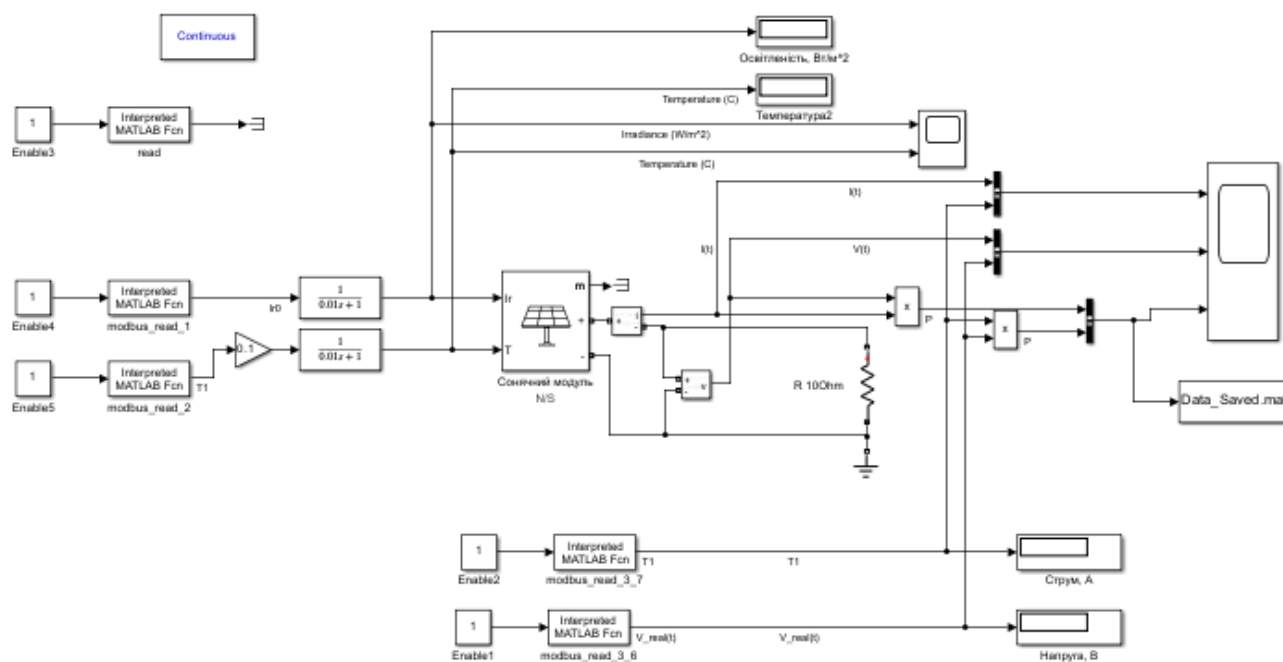 Continuous
Освітленість, Вт/м^2
Temperature (C)
Температура2
1
Interpreted
MATLAB Fcn
Enable3
read
Irradiance (W/m^2)
Temperature (C)
I(t)
I(t)
V(t)
1
Interpreted
MATLAB Fcn
Ir0
1
0.01s+1
Enable4
modbus_read_1
Ir
m
+
T
-
+
i
-
x
P
x
P
0.1
1
0.01s+1
1
Interpreted
MATLAB Fcn
T1
Enable5
modbus_read_2
Сонячний модуль
N/S
+
-
v
+
R 10Ohm
Data_Saved.mat
1
Interpreted
MATLAB Fcn
T1
T1
Enable2
modbus_read_3_7
Струм, А
1
Interpreted
MATLAB Fcn
V_real(t)
V_real(t)
Enable1
modbus_read_3_6
Напруга, В